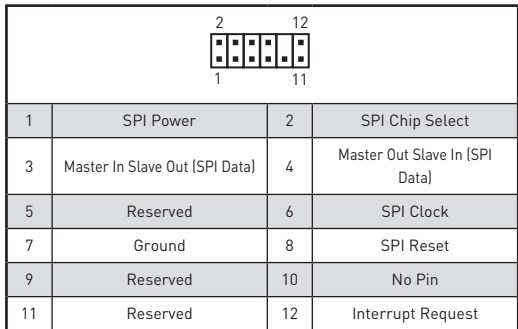 2 12
1 11
1 SPI Power 2 SPI Chip Select
3 Master In Slave Out (SPI Data) 4 Master Out Slave In (SPI
Data)
5 Reserved 6 SPI Clock
7 Ground 8 SPI Reset
9 Reserved 10 No Pin
11 Reserved 12 Interrupt Request